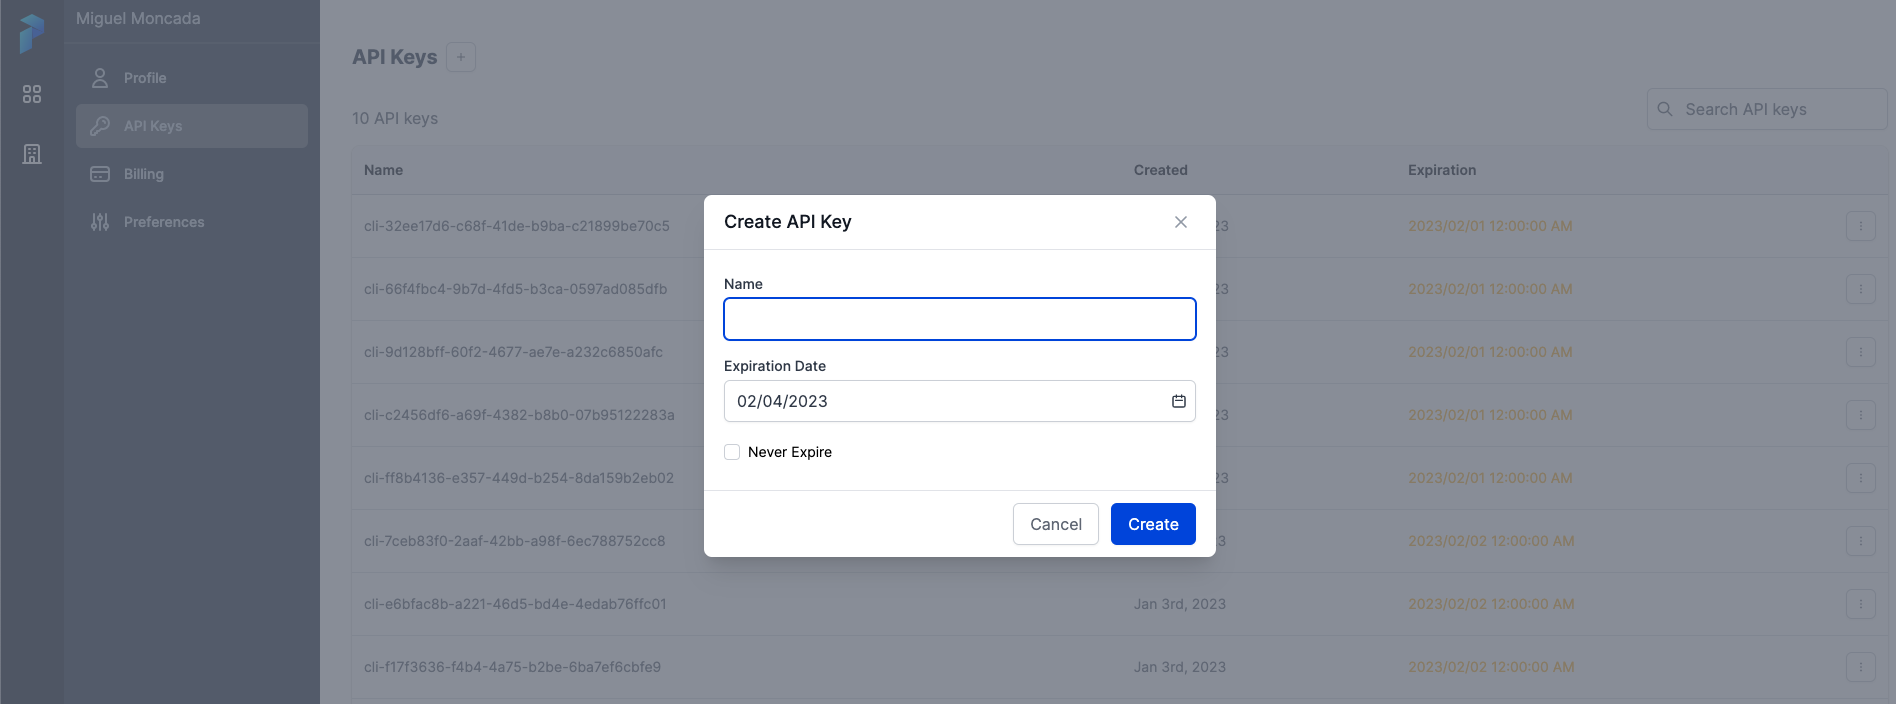 Miguel Moncada
Profile
API Keys
Billing
Preferences
API Keys +
10 API keys
Search API keys
Name Created Expiration
cli-32ee17d6-c68f-41de-b9ba-c21899be70c5 23 2023/02/01 12:00:00 AM
cli-66f4fbc4-9b7d-4fd5-b3ca-0597ad085dfb 23 2023/02/01 12:00:00 AM
cli-9d128bff-60f2-4677-ae7e-a232c6850afc 23 2023/02/01 12:00:00 AM
cli-c2456df6-a69f-4382-b8b0-07b95122283a 23 2023/02/01 12:00:00 AM
cli-ff8b4136-e357-449d-b254-8da159b2eb02 23 2023/02/01 12:00:00 AM
cli-7ceb83f0-2aaf-42bb-a98f-6ec788752cc8 3 2023/02/02 12:00:00 AM
cli-e6bfac8b-a221-46d5-bd4e-4edab76ffc01 Jan 3rd, 2023 2023/02/02 12:00:00 AM
cli-f17f3636-f4b4-4a75-b2be-6ba7ef6cbfe9 Jan 3rd, 2023 2023/02/02 12:00:00 AM
Create API Key
Name
Expiration Date
02/04/2023
Never Expire
Cancel Create